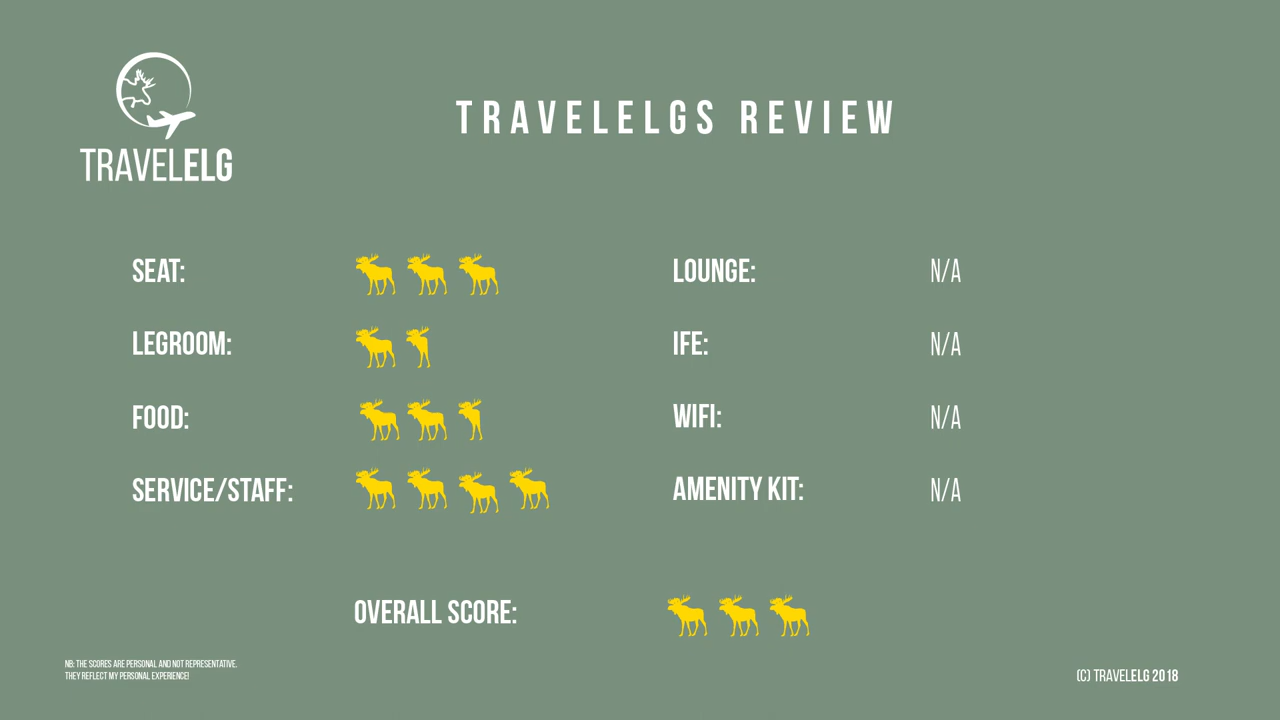 TRAVELELG
TRAVELELGS REVIEW
SEAT:
LOUNGE: N/A
LEGROOM:
IFE: N/A
FOOD:
WIFI: N/A
SERVICE/STAFF:
AMENITY KIT: N/A
OVERALL SCORE:
NB: THE SCORES ARE PERSONAL AND NOT REPRESENTATIVE.
THEY REFLECT MY PERSONAL EXPERIENCE!
(C) TRAVELELG 2018